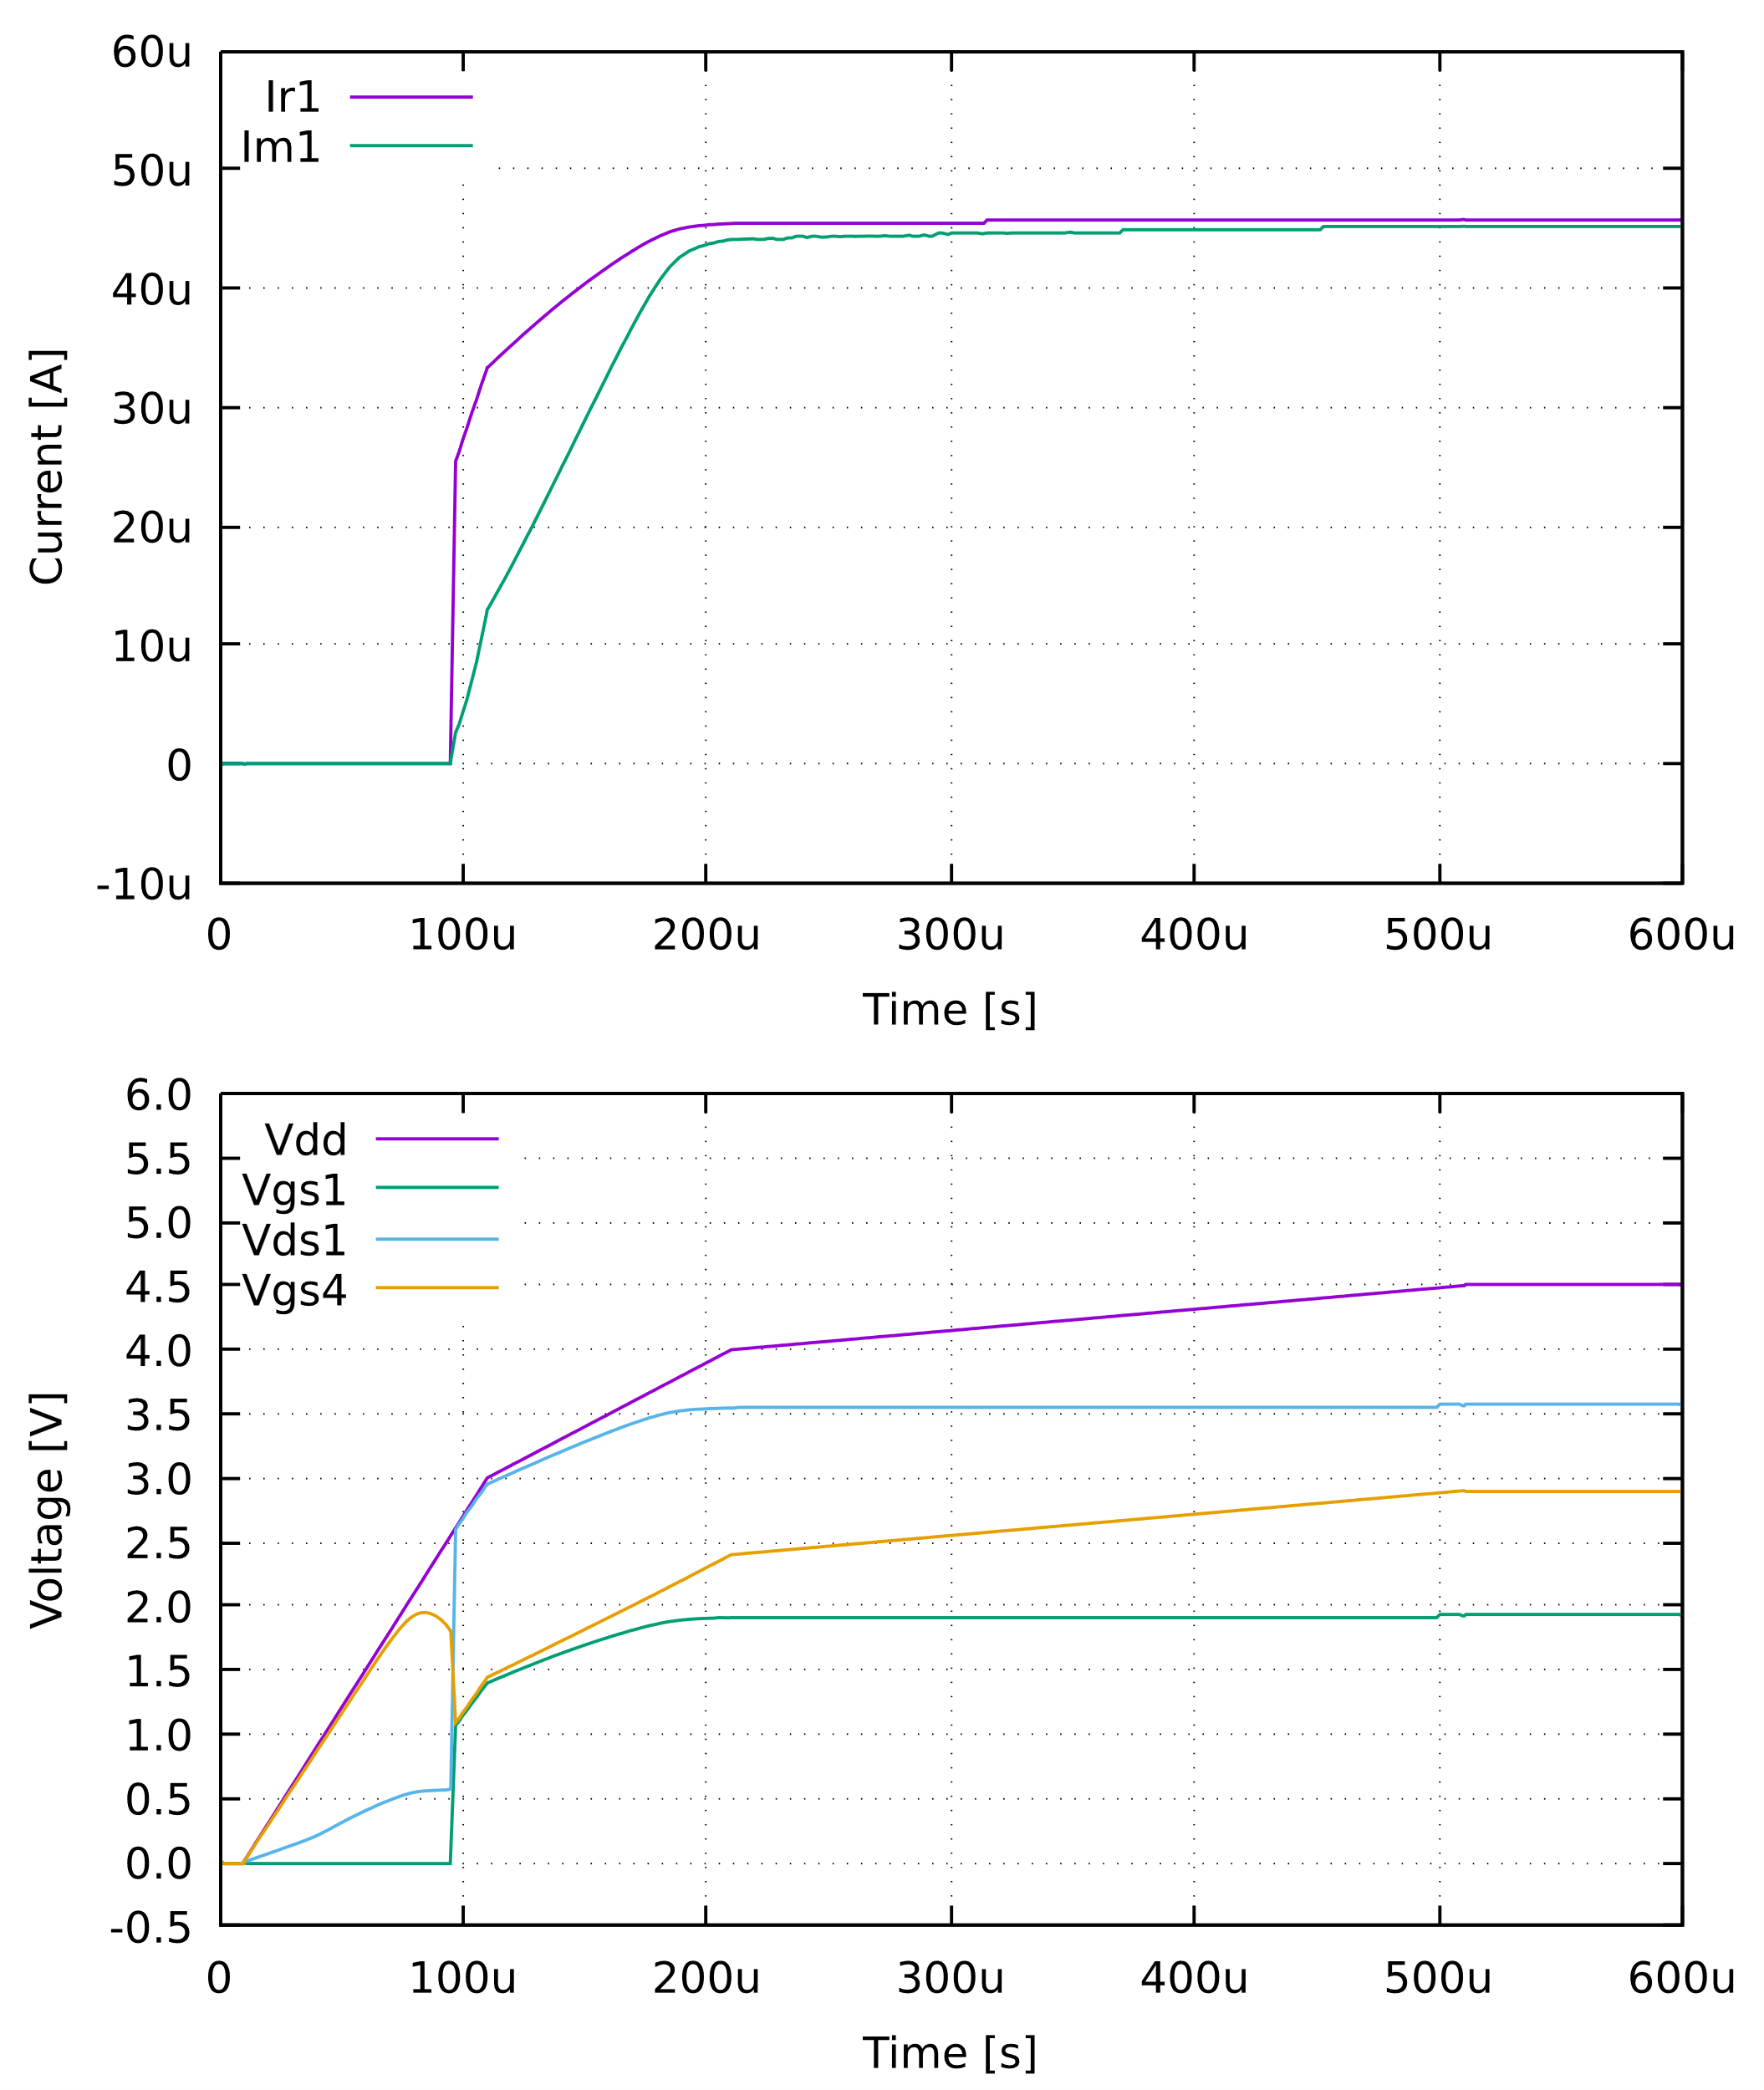 60u
50u
40u
30u
20u
10u
0
-10u
Ir1
Im1
Current [A]
0 100u 200u 300u 400u 500u 600u
Time [s]
6.0
5.5
5.0
4.5
4.0
3.5
3.0
2.5
2.0
1.5
1.0
0.5
0.0
-0.5
Vdd
Vgs1
Vds1
Vgs4
Voltage [V]
0 100u 200u 300u 400u 500u 600u
Time [s]